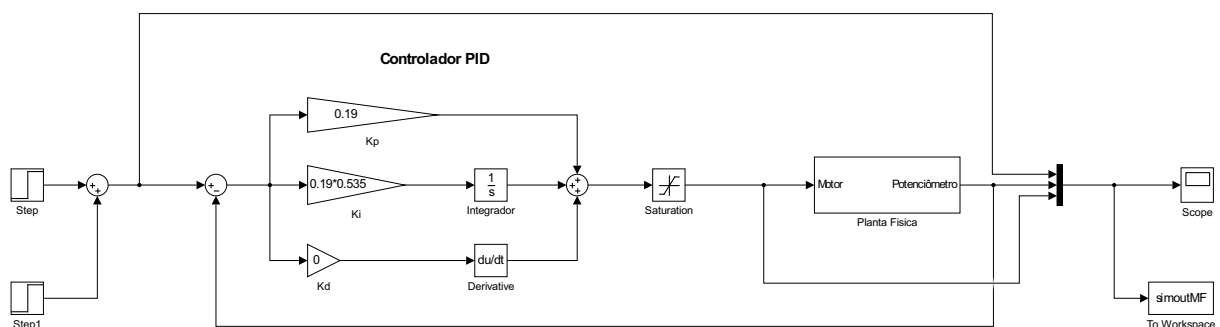 Controlador PID
0.19
Kp
Step
0.19*0.535
Ki
1
s
Integrador
Saturation
Motor
Potenciômetro
Planta Fisica
Scope
0
Kd
du/dt
Derivative
Step1
simoutMF
To Workspace